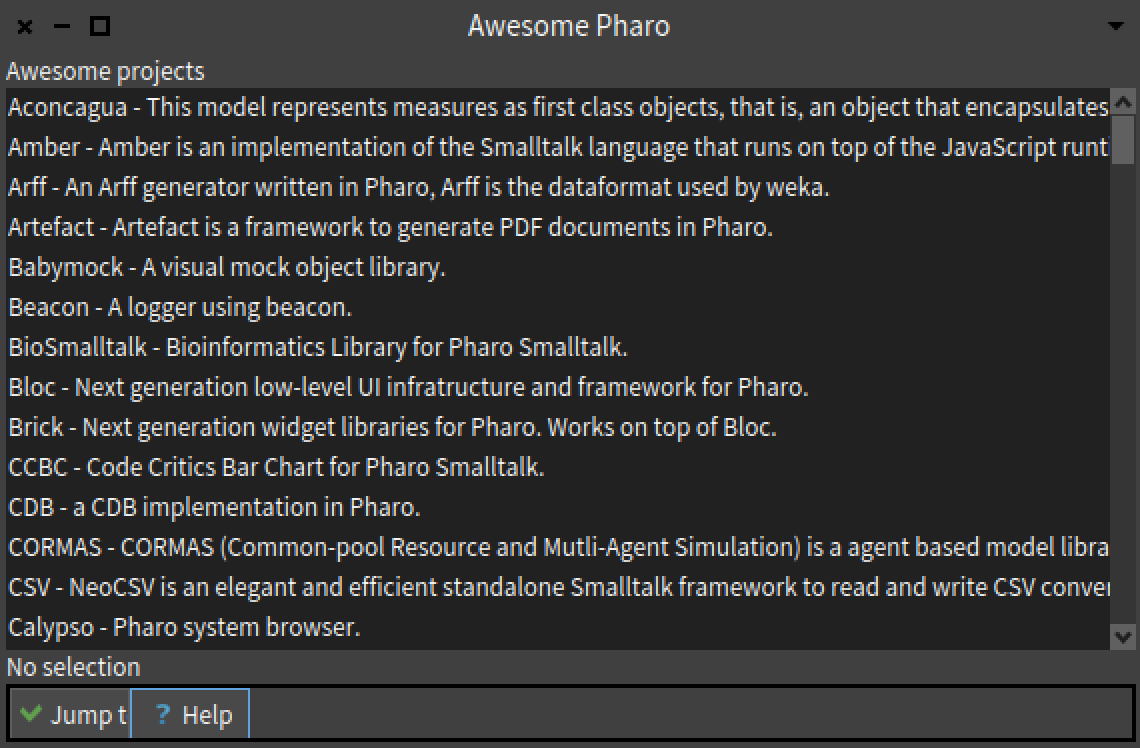 Awesome Pharo
Awesome projects
Aconcagua - This model represents measures as first class objects, that is, an object that encapsulates
Amber - Amber is an implementation of the Smalltalk language that runs on top of the JavaScript runt
Arff - An Arff generator written in Pharo, Arff is the dataformat used by weka.
Artefact - Artefact is a framework to generate PDF documents in Pharo.
Babymock - A visual mock object library.
Beacon - A logger using beacon.
BioSmalltalk - Bioinformatics Library for Pharo Smalltalk.
Bloc - Next generation low-level UI infratructure and framework for Pharo.
Brick - Next generation widget libraries for Pharo. Works on top of Bloc.
CCBC - Code Critics Bar Chart for Pharo Smalltalk.
CDB - a CDB implementation in Pharo.
CORMAS - CORMAS (Common-pool Resource and Mutli-Agent Simulation) is a agent based model libra
CSV - NeoCSV is an elegant and efficient standalone Smalltalk framework to read and write CSV conver
Calypso - Pharo system browser.
No selection
Jump t ? Help